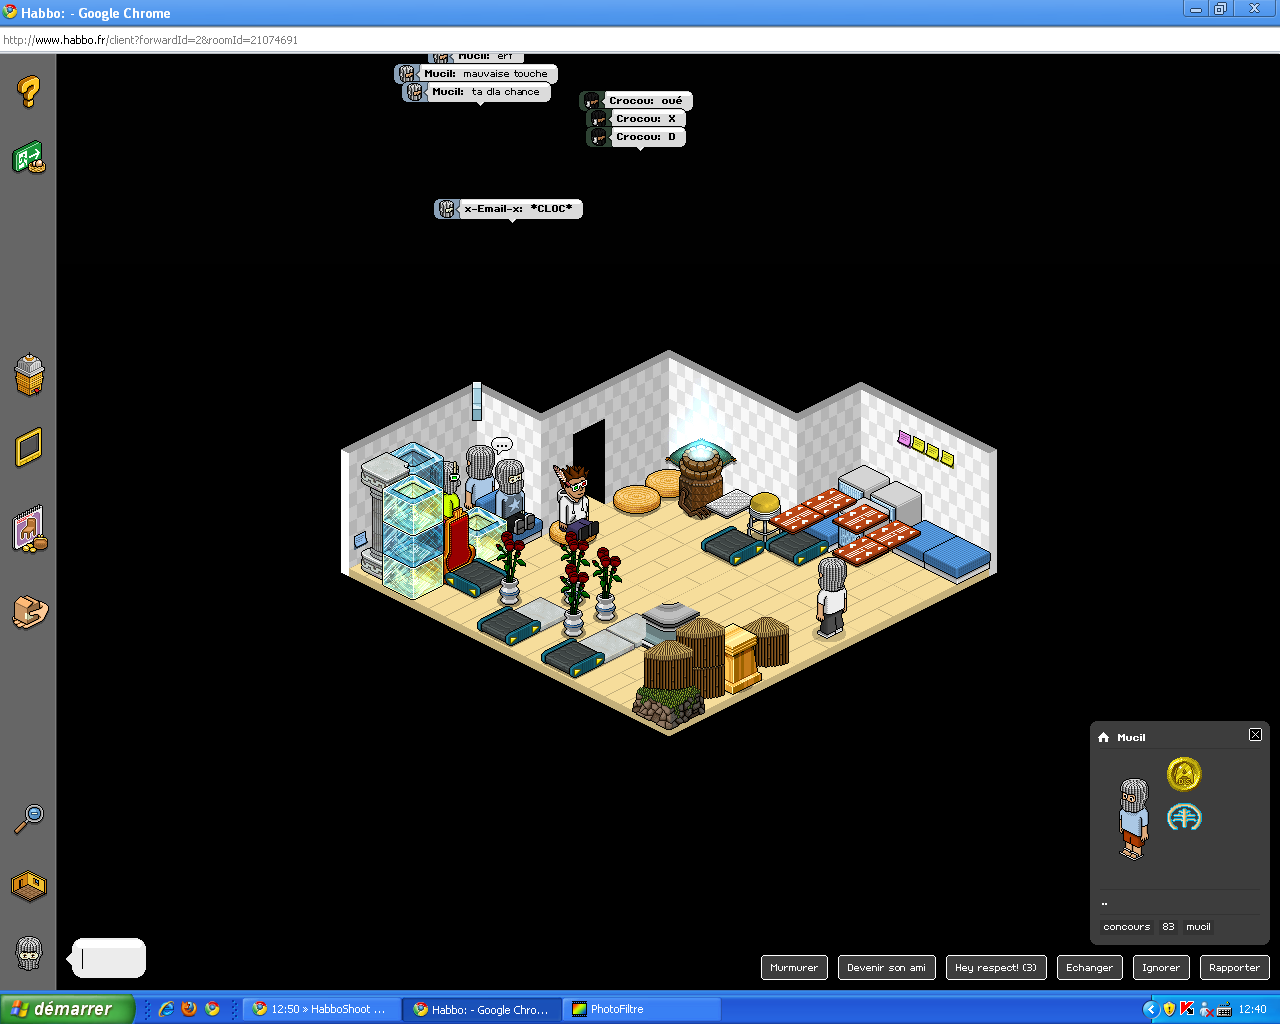 Habbo: - Google Chrome
http://www.habbo.fr/client?forwardId=2&roomId=21074691
Mucil: erf
Mucil: mauvaise touche
Mucil: ta dla chance
Crocou: oué
Crocou: X
Crocou: D
x-Email-x: *CLOC*
Mucil
..
concours 83 mucil
Murmurer Devenir son ami Hey respect! (3) Echanger Ignorer Rapporter
démarrer 12:50 » HabboShoot ... Habbo: - Google Chro... PhotoFiltre 12:40